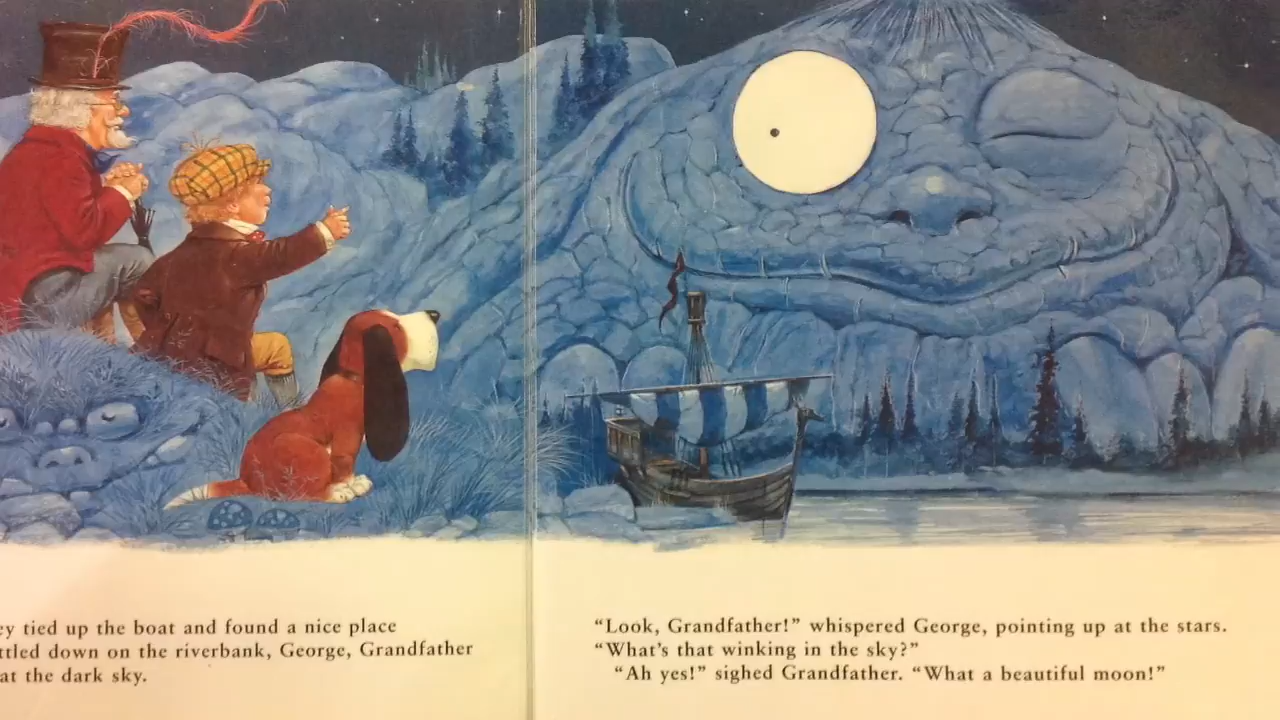 tied up the boat and found a nice place
down on the riverbank, George, Grandfather
at the dark sky.
“Look, Grandfather!” whispered George, pointing up at the stars.
“What’s that winking in the sky?”
“Ah yes!” sighed Grandfather. “What a beautiful moon!”